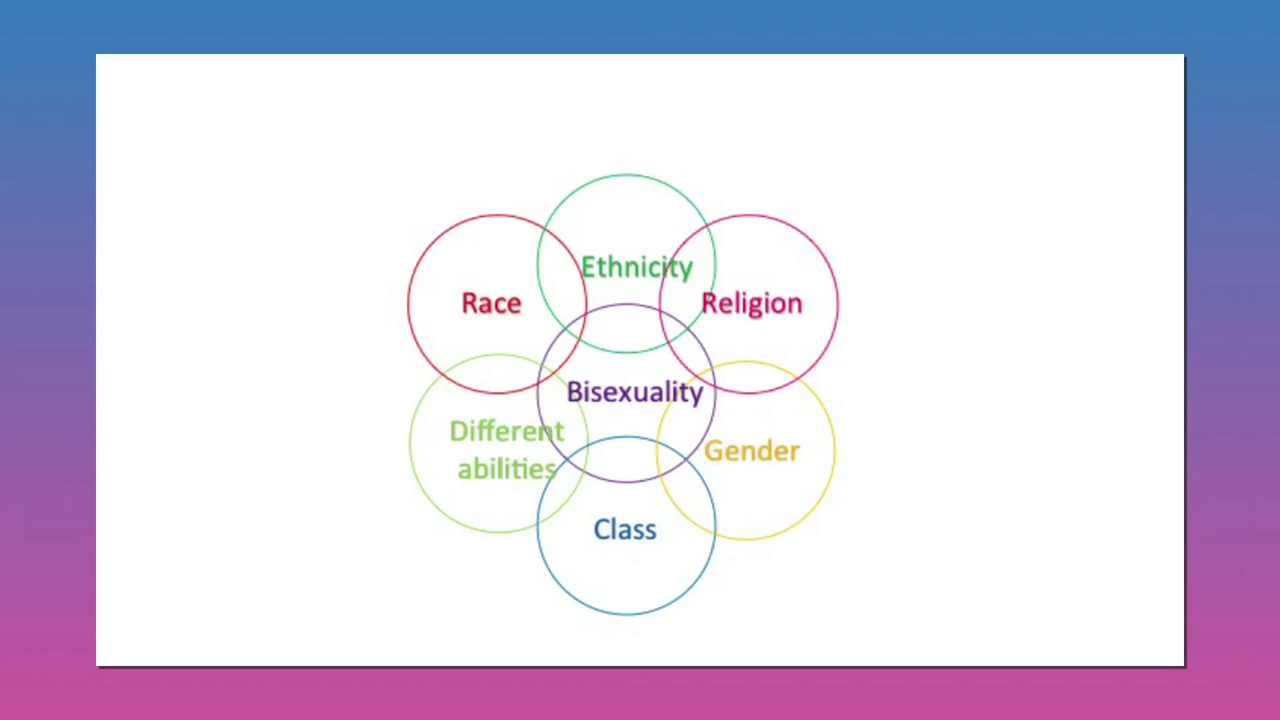 Ethnicity
Race
Religion
Bisexuality
Different
abilities
Gender
Class